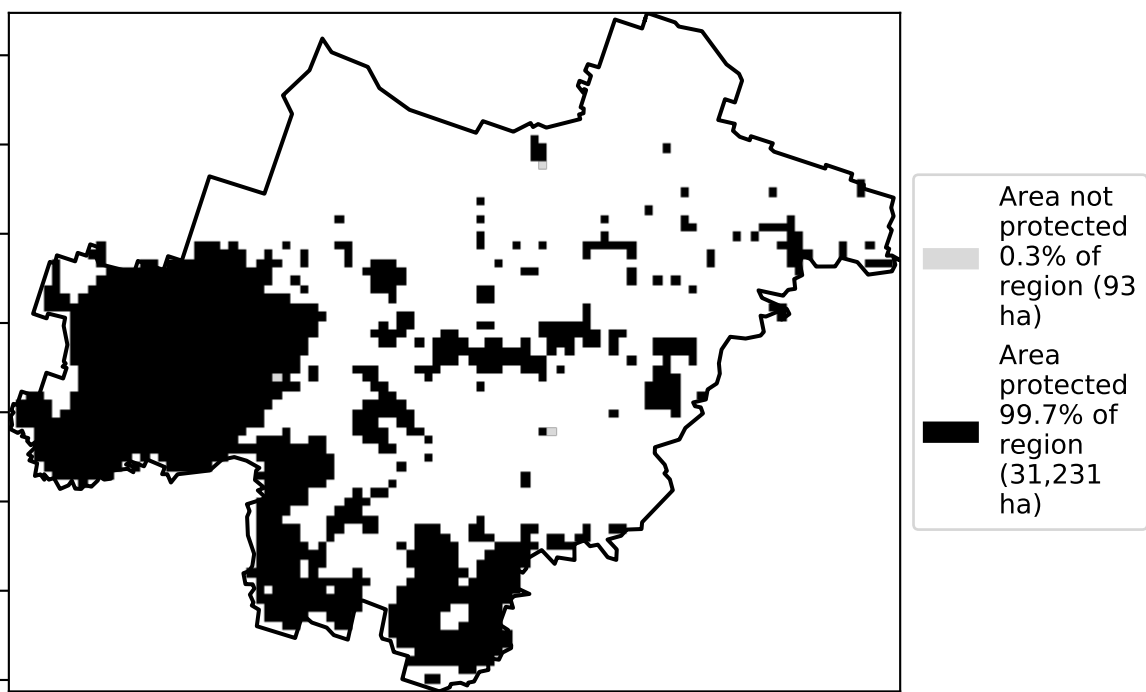 Area not
protected
0.3% of
region (93
ha)
Area
protected
99.7% of
region
(31,231
ha)